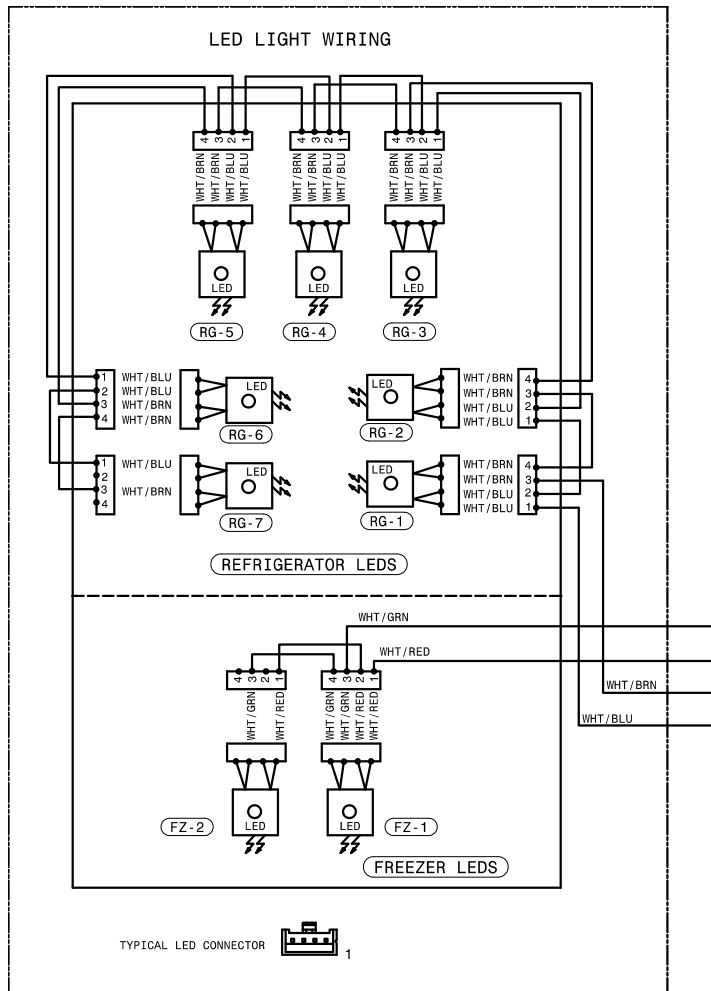 LED LIGHT WIRING
4 3 2 1
4 3 2 1
4 3 2 1
WHT/BRN
WHT/BRN
WHT/BLU
WHT/BLU
WHT/BRN
WHT/BRN
WHT/BLU
WHT/BLU
WHT/BRN
WHT/BRN
WHT/BLU
WHT/BLU
LED
LED
LED
RG-5
RG-4
RG-3
1 WHT/BLU
2 WHT/BLU
3 WHT/BRN
4 WHT/BRN
LED
RG-6
LED
RG-2
WHT/BRN 4
WHT/BRN 3
WHT/BLU 2
WHT/BLU 1
1 WHT/BLU
2
3 WHT/BRN
4
LED
RG-7
LED
RG-1
WHT/BRN 4
WHT/BRN 3
WHT/BLU 2
WHT/BLU 1
REFRIGERATOR LEDS
WHT/GRN
WHT/RED
WHT/BRN
WHT/BLU
4 3 2 1
4 3 2 1
WHT/GRN
WHT/RED
WHT/GRN
WHT/GRN
WHT/RED
WHT/RED
LED
LED
FZ-2
FZ-1
FREEZER LEDS
TYPICAL LED CONNECTOR
1